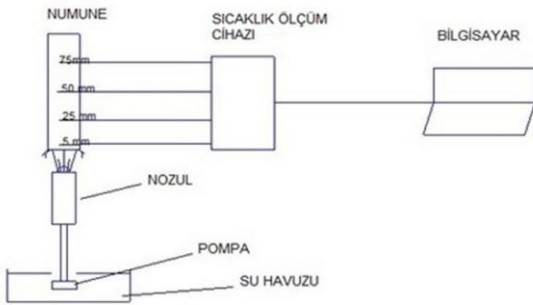 NUMUNE
SICAKLIK ÖLÇÜM
CİHAZI
BİLGİSAYAR
75mm
50 mm
25 mm
5 mm
NOZUL
POMPA
SU HAVUZU